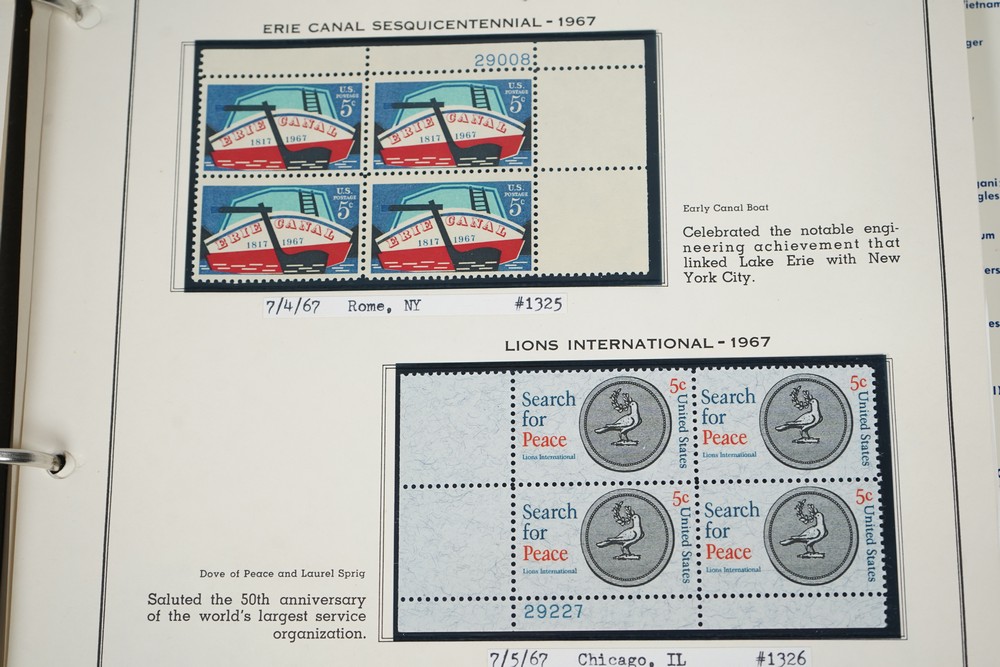 ERIE CANAL SESQUICENTENNIAL - 1967
29008
U.S. POSTAGE 5c
ERIE CANAL
1817 1967
U.S. POSTAGE 5c
ERIE CANAL
1817 1967
U.S. POSTAGE 5c
ERIE CANAL
1817 1967
U.S. POSTAGE 5c
ERIE CANAL
1817 1967
7/4/67 Rome, NY #1325
Early Canal Boat
Celebrated the notable engi-
neering achievement that
linked Lake Erie with New
York City.
LIONS INTERNATIONAL - 1967
Search
for
Peace
Lions International
5c
United States
Search
for
Peace
Lions International
5c
United States
Search
for
Peace
Lions International
5c
United States
Search
for
Peace
Lions International
5c
United States
29227
Dove of Peace and Laurel Sprig
Saluted the 50th anniversary
of the world's largest service
organization.
7/5/67 Chicago, IL #1326